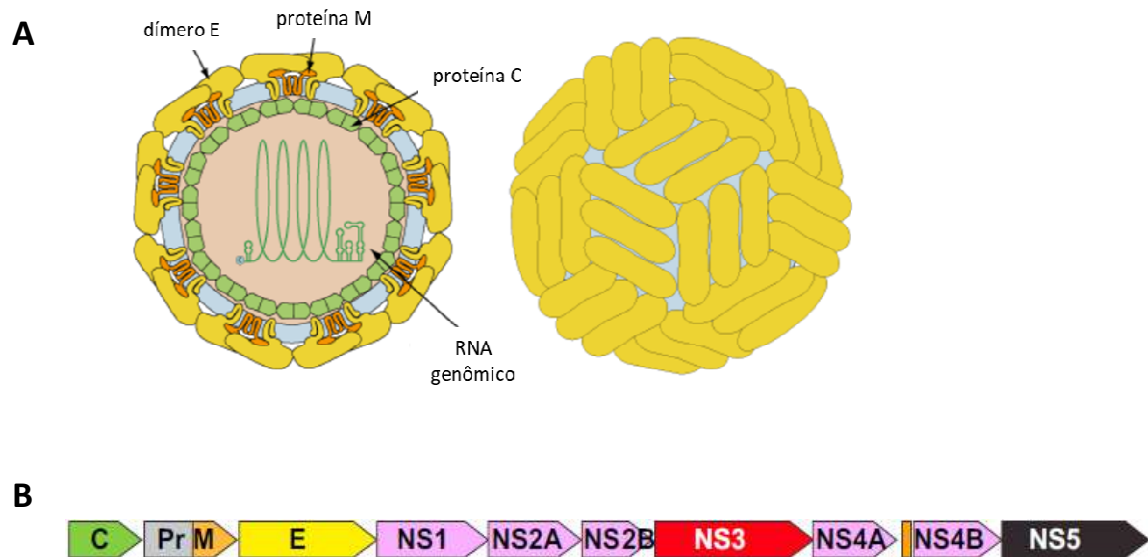 A
dímero E
proteína M
proteína C
RNA
genômico
B
C Pr M E NS1 NS2A NS2B NS3 NS4A NS4B NS5